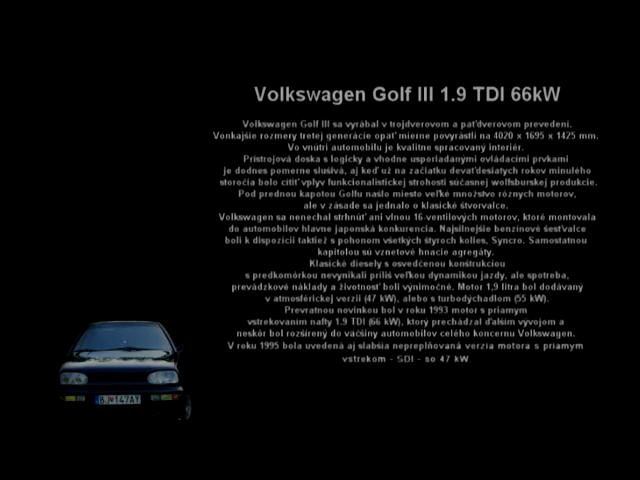 Volkswagen Golf III 1.9 TDI 66kW
Volkswagen Golf III sa vyrábal v trojdverovom a päťdverovom prevedení.
Vonkajšie rozmery tretej generácie opäť mierne povyrástli na 4020 x 1695 x 1425 mm.
Vo vnútri automobilu je kvalitne spracovaný interiér.
Prístrojová doska s logicky a vhodne usporiadanými ovládacími prvkami
je dodnes pomerne slušivá, aj keď už na začiatku deväťdesiatych rokov minulého
storočia bolo cítiť vplyv funkcionalistickej strohosti súčasnej wolfsburskej produkcie.
Pod prednou kapotou Golfu našlo miesto veľké množstvo rôznych motorov,
ale v zásade sa jednalo o klasické štvorvalce.
Volkswagen sa nenechal strhnúť ani vlnou 16-ventilových motorov, ktoré montovala
do automobilov hlavne japonská konkurencia. Najsilnejšie benzínové šesťvalce
boli k dispozícii taktiež s pohonom všetkých štyroch kolies, Syncro. Samostatnou
kapitolou sú vznetové hnacie agregáty.
Klasické diesely s osvedčenou konštrukciou
s predkomôrkou nevynikali príliš veľkou dynamikou jazdy, ale spotreba,
prevádzkové náklady a životnosť boli výnimočné. Motor 1,9 litra bol dodávaný
v atmosférickej verzii (47 kW), alebo s turbodýchadlom (55 kW).
Prevratnou novinkou bol v roku 1993 motor s priamym
vstrekovaním nafty 1.9 TDI (66 kW), ktorý prechádzal ďalším vývojom a
neskôr bol rozšírený do väčšiny automobilov celého koncernu Volkswagen.
V roku 1995 bola uvedená aj slabšia neprepĺňovaná verzia motora s priamym
vstrekom - SDI - so 47 kW.
BJ 147AY